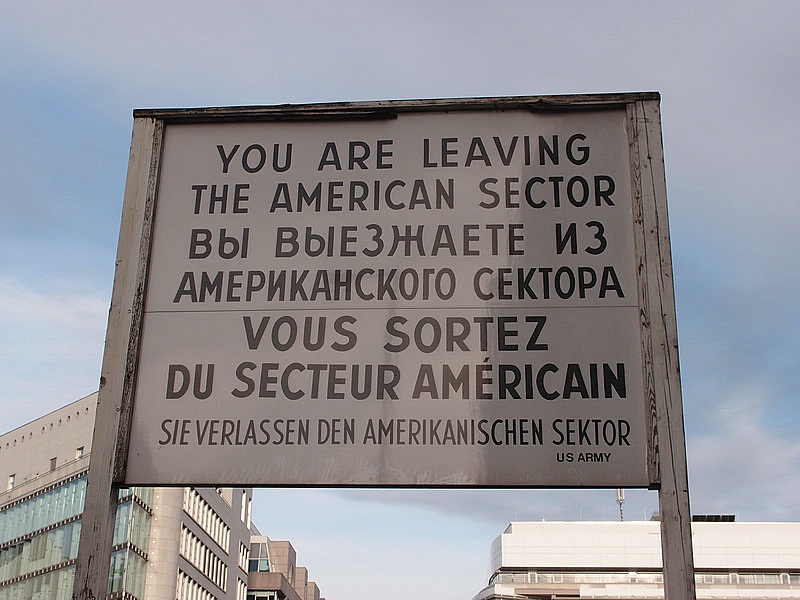 YOU ARE LEAVING
THE AMERICAN SECTOR
ВЫ ВЫЕЗЖАЕТЕ ИЗ
АМЕРИКАНСКОГО СЕКТОРА
VOUS SORTEZ
DU SECTEUR AMÉRICAIN
SIE VERLASSEN DEN AMERIKANISCHEN SEKTOR
US ARMY